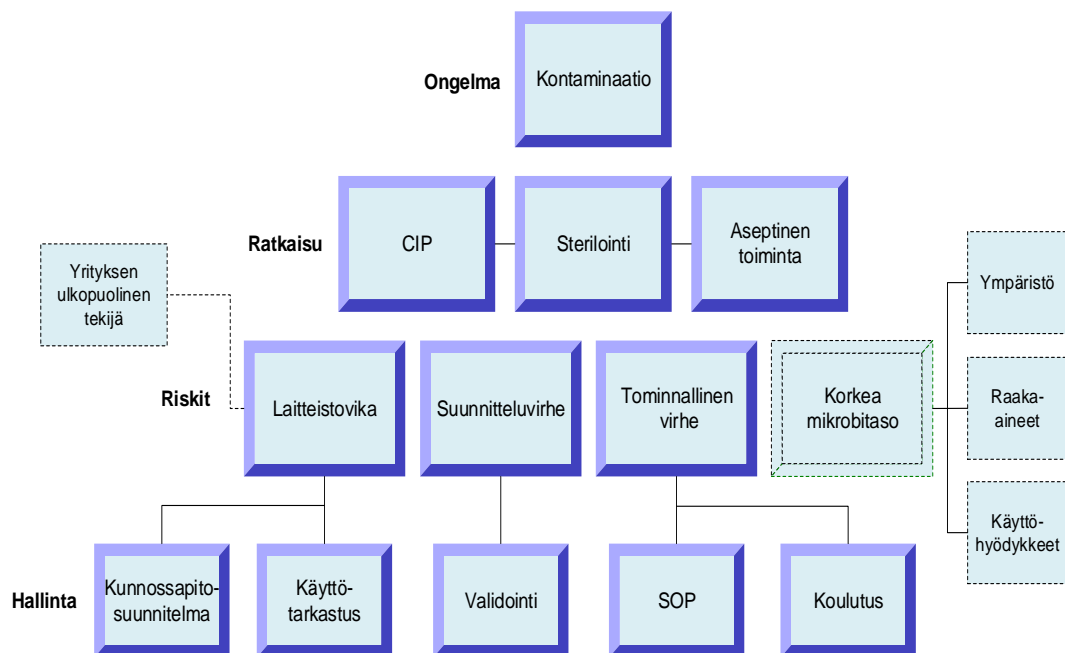 Ongelma
Kontaminaatio
Ratkaisu
CIP
Sterilointi
Aseptinen
toiminta
Yrityksen
ulkopuolinen
tekijä
Ympäristö
Riskit
Laitteistovika
Suunnitteluvirhe
Tominnallinen
virhe
Korkea
mikrobitaso
Raaka-
aineet
Käyttö-
hyödykkeet
Hallinta
Kunnossapito-
suunnitelma
Käyttö-
tarkastus
Validointi
SOP
Koulutus